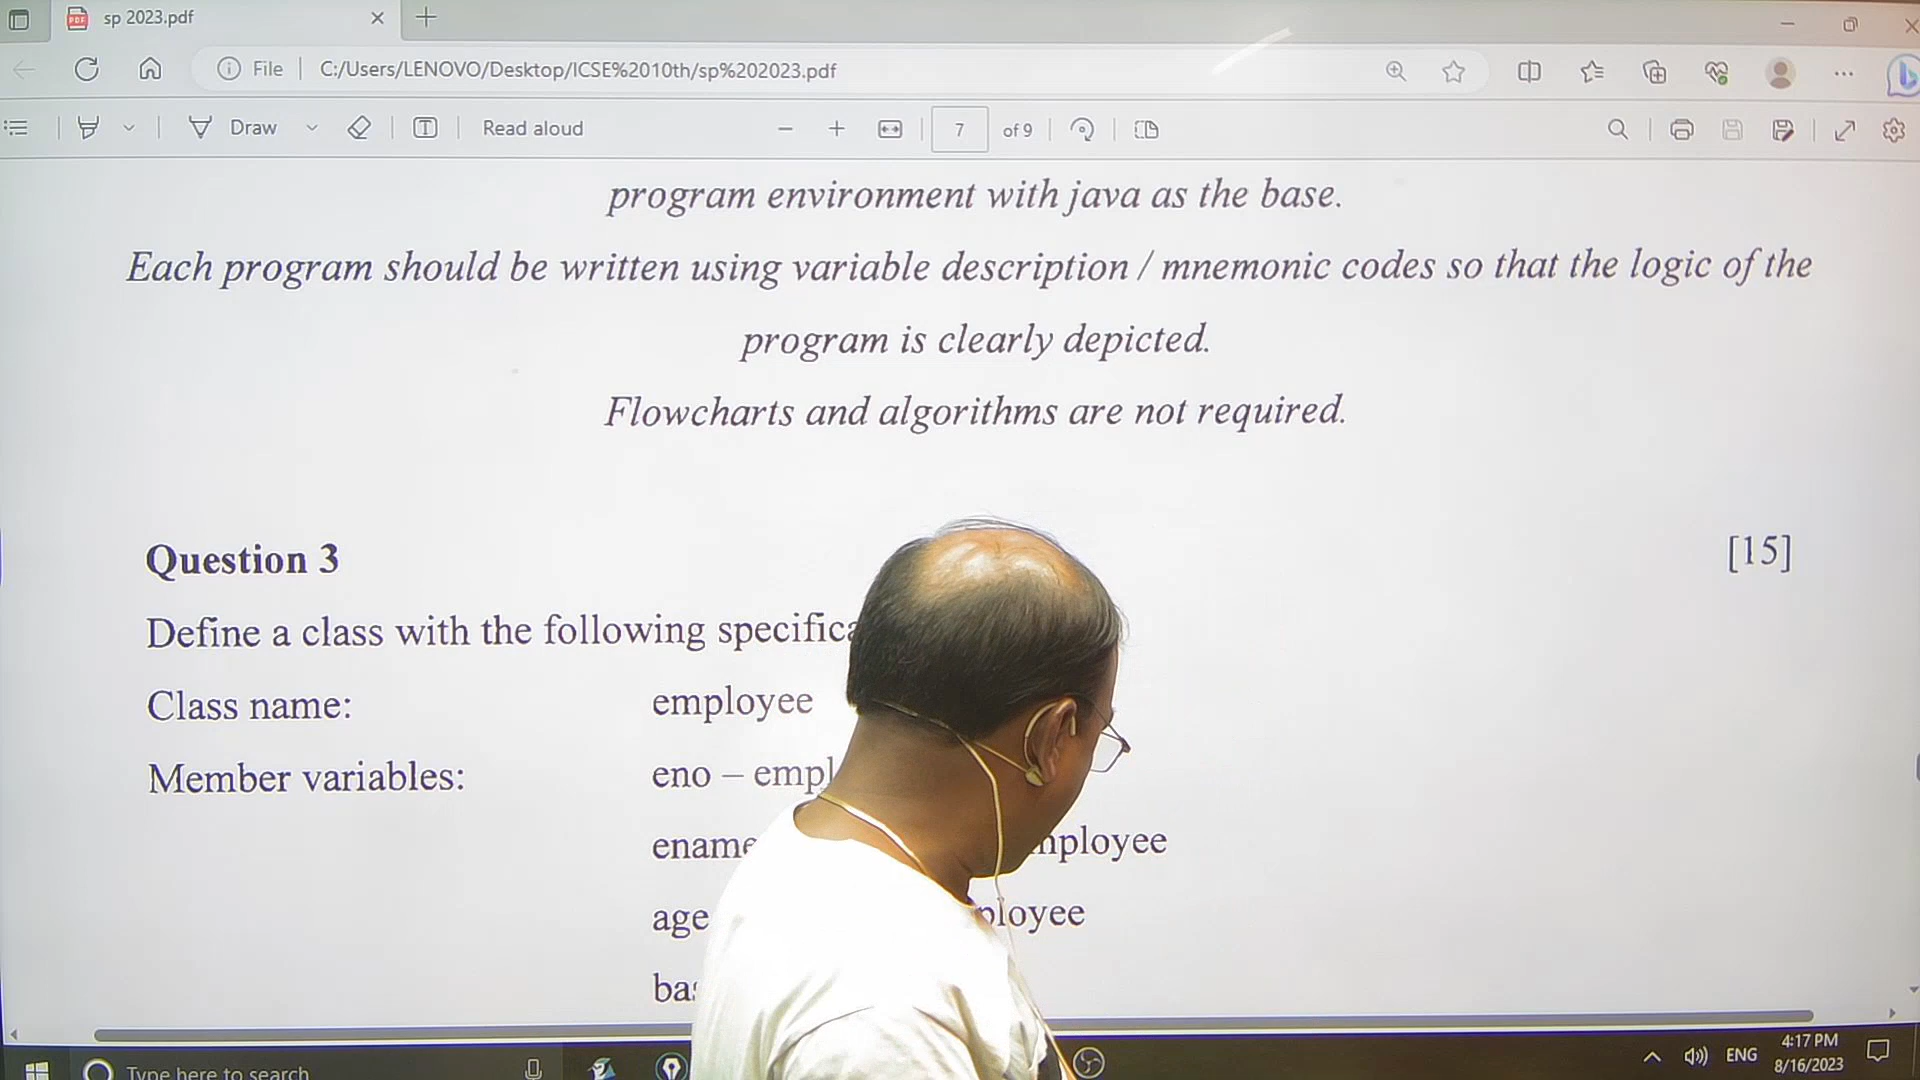 sp 2023.pdf
File C:/Users/LENOVO/Desktop/ICSE%2010th/sp%202023.pdf
Draw Read aloud 7 of 9
program environment with java as the base.
Each program should be written using variable description / mnemonic codes so that the logic of the
program is clearly depicted.
Flowcharts and algorithms are not required.
Question 3 [15]
Define a class with the following
Class name: employee
Member variables: eno –
ename
age
Type here to search
ENG 4:17 PM
8/16/2023